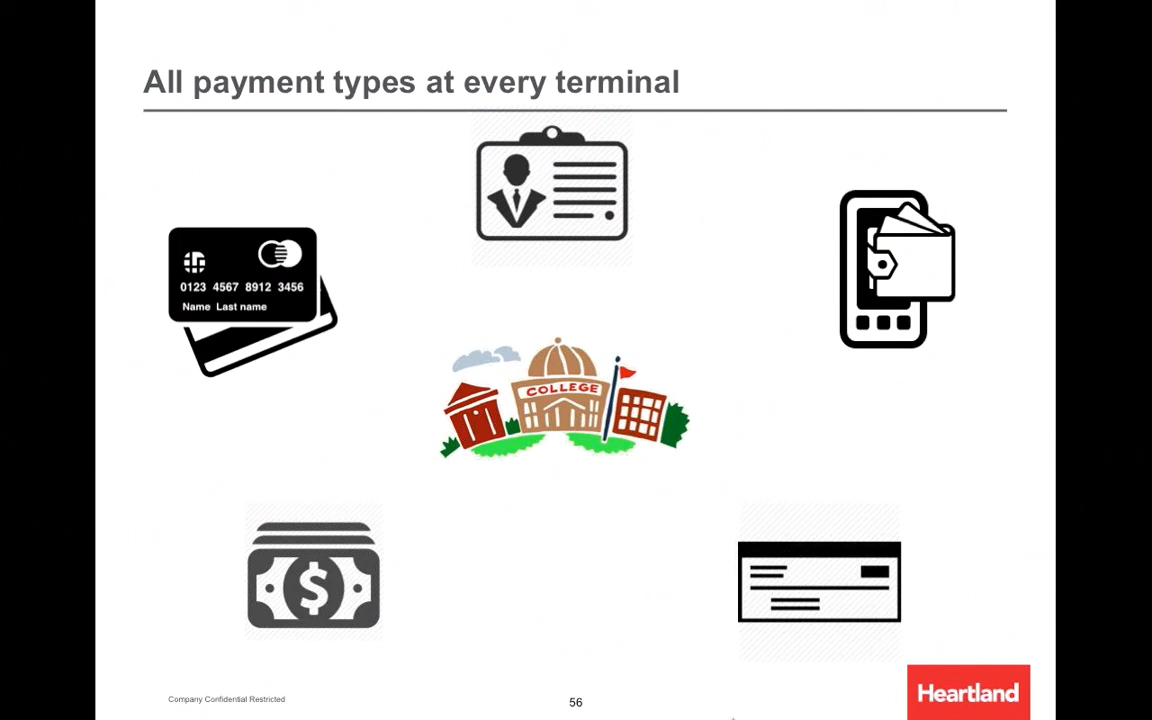 All payment types at every terminal
0123 4567 8912 3456
Name Last name
COLLEGE
$
Company Confidential Restricted
56
Heartland